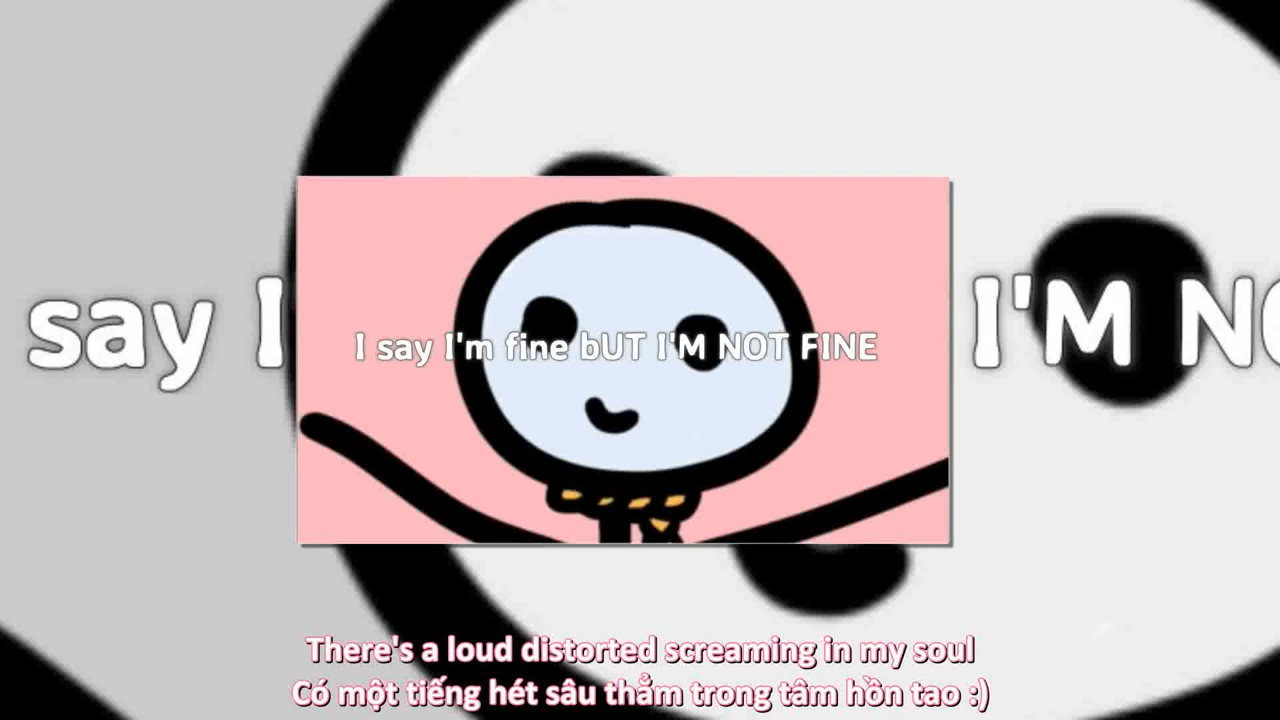 say I
I'M NO
I say I'm fine bUT I'M NOT FINE
There's a loud distorted screaming in my soul
Có một tiếng hét sâu thẳm trong tâm hồn tao :)